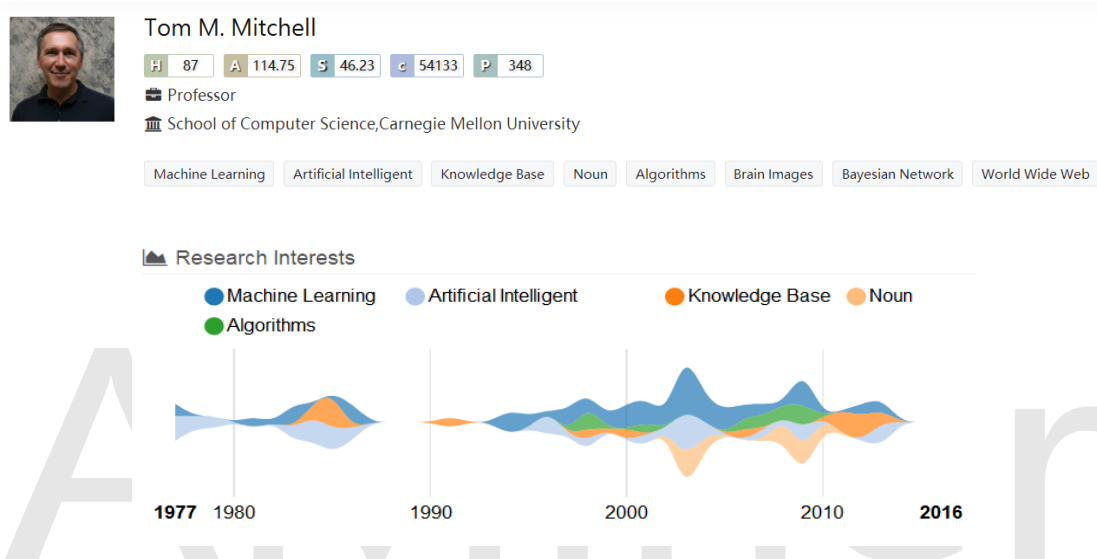 Tom M. Mitchell
H 87 A 114.75 S 46.23 c 54133 P 348
Professor
School of Computer Science,Carnegie Mellon University
Machine Learning Artificial Intelligent Knowledge Base Noun Algorithms Brain Images Bayesian Network World Wide Web
Research Interests
Machine Learning Artificial Intelligent Knowledge Base Noun
Algorithms
1977 1980 1990 2000 2010 2016